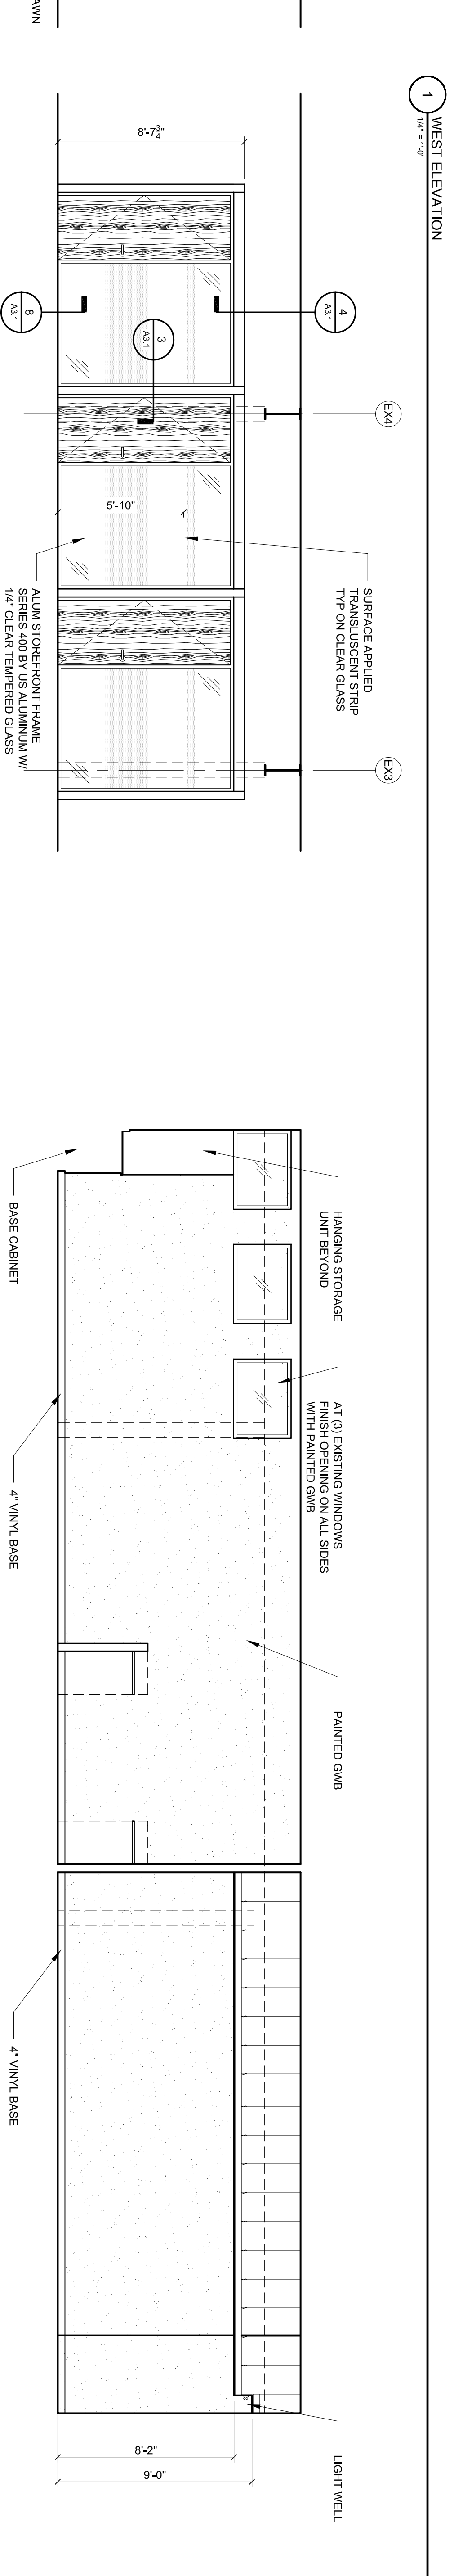 1
WEST ELEVATION
1/4" = 1'-0"
AWN
8'-7 3/4"
4
A3.1
8
A3.1
3
A3.1
EX4
EX3
5'-10"
SURFACE APPLIED
TRANSLUSCENT STRIP
TYP ON CLEAR GLASS
ALUM STOREFRONT FRAME
SERIES 400 BY US ALUMINUM W/
1/4" CLEAR TEMPERED GLASS
HANGING STORAGE
UNIT BEYOND
BASE CABINET
AT (3) EXISTING WINDOWS
FINISH OPENING ON ALL SIDES
WITH PAINTED GWB
4" VINYL BASE
PAINTED GWB
4" VINYL BASE
LIGHT WELL
8'-2"
9'-0"